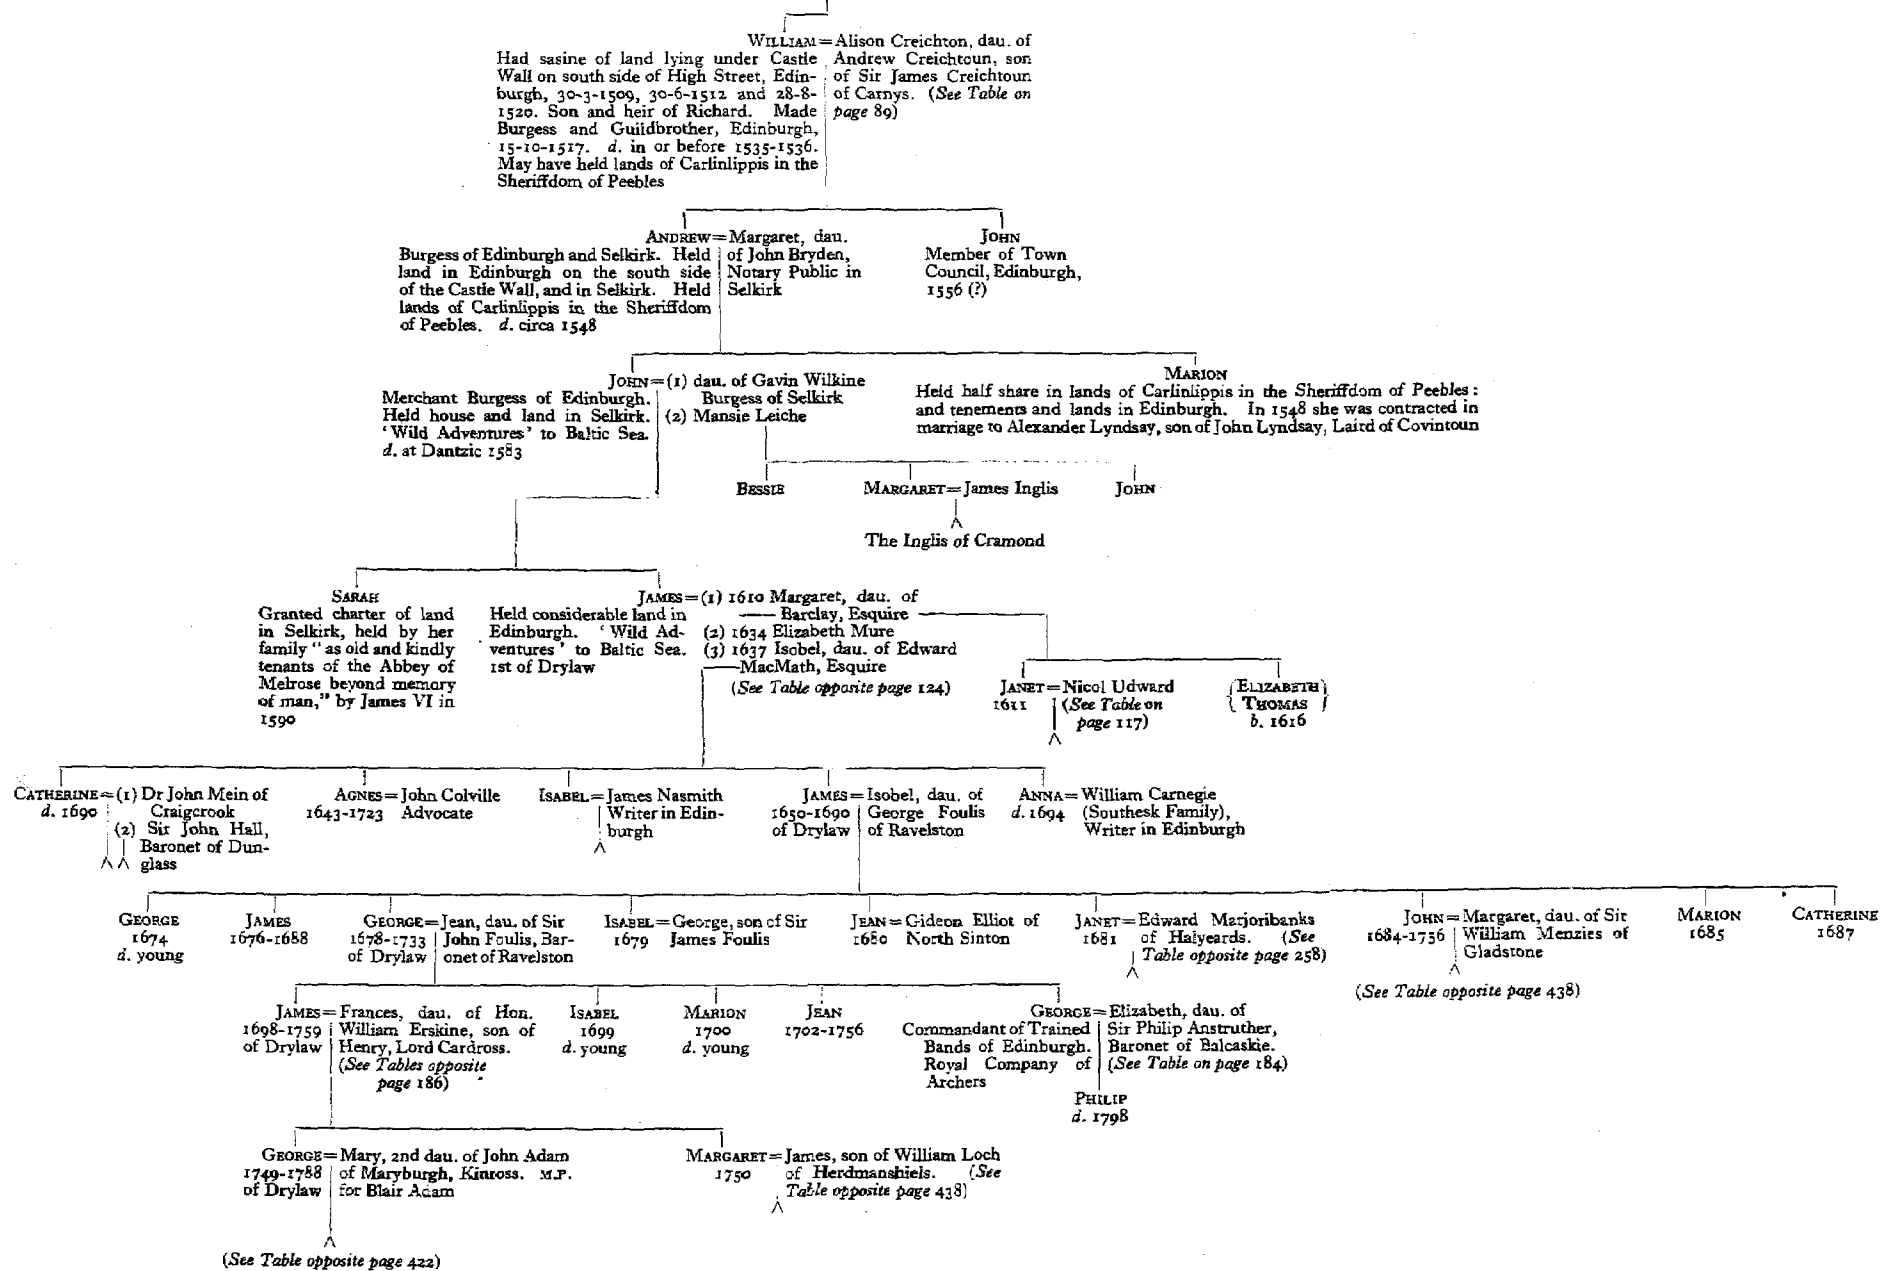 WILLIAM=Alison Creichton, dau. of
Had sasine of land lying under Castle
Wall on south side of High Street, Edin-
burgh, 30-3-1509, 30-6-1512 and 28-8-
1520. Son and heir of Richard. Made
Burgess and Guildbrother, Edinburgh,
15-10-1517. d. in or before 1535-1536.
May have held lands of Carlinlippis in the
Sheriffdom of Peebles
Andrew Creichtoun, son
of Sir James Creichtoun
of Carnys. (See Table on
page 89)
ANDREW=Margaret, dau.
Burgess of Edinburgh and Selkirk. Held
land in Edinburgh on the south side
of the Castle Wall, and in Selkirk. Held
lands of Carlinlippis in the Sheriffdom
of Peebles. d. circa 1548
of John Bryden,
Notary Public in
Selkirk
JOHN
Member of Town
Council, Edinburgh,
1556 (?)
JOHN=(1) dau. of Gavin Wilkine
Burgess of Selkirk
(2) Mansie Leiche
Merchant Burgess of Edinburgh.
Held house and land in Selkirk.
'Wild Adventures' to Baltic Sea.
d. at Dantzic 1583
MARION
Held half share in lands of Carlinlippis in the Sheriffdom of Peebles:
and tenements and lands in Edinburgh. In 1548 she was contracted in
marriage to Alexander Lyndsay, son of John Lyndsay, Laird of Covintoun
BESSIE
MARGARET=James Inglis
JOHN
The Inglis of Cramond
SARAH
Granted charter of land
in Selkirk, held by her
family "as old and kindly
tenants of the Abbey of
Melrose beyond memory
of man," by James VI in
1590
JAMES=(1) 1610 Margaret, dau. of
Barclay, Esquire
(2) 1634 Elizabeth Mure
(3) 1637 Isobel, dau. of Edward
MacMath, Esquire
(See Table opposite page 124)
Held considerable land in
Edinburgh. 'Wild Ad-
ventures' to Baltic Sea.
1st of Drylaw
JANET=Nicol Udward
1611
(See Table on
page 117)
{ELIZABETH}
{THOMAS}
b. 1616
CATHERINE=(1) Dr John Mein of
d. 1690
Craigcrook
(2) Sir John Hall,
Baronet of Dun-
glass
AGNES=John Colville
1643-1723 Advocate
ISABEL=James Nasmith
Writer in Edin-
burgh
JAMES=Isobel, dau. of
1650-1690 George Foulis
of Drylaw of Ravelston
ANNA=William Carnegie
d. 1694 (Southesk Family),
Writer in Edinburgh
GEORGE
1674
d. young
JAMES
1676-1688
GEORGE=Jean, dau. of Sir
1678-1733 John Foulis, Bar-
of Drylaw onet of Ravelston
ISABEL=George, son of Sir
1679 James Foulis
JEAN=Gideon Elliot of
1680 North Sinton
JANET=Edward Marjoribanks
1681 of Halyeards. (See
Table opposite page 258)
JOHN=Margaret, dau. of Sir
1684-1756 William Menzies of
Gladstone
(See Table opposite page 438)
MARION
1685
CATHERINE
1687
JAMES=Frances, dau. of Hon.
1698-1759 William Erskine, son of
of Drylaw Henry, Lord Cardross.
(See Tables opposite
page 186)
ISABEL
1699
d. young
MARION
1700
d. young
JEAN
1702-1756
GEORGE=Elizabeth, dau. of
Commandant of Trained
Bands of Edinburgh.
Royal Company of
Archers
Sir Philip Anstruther,
Baronet of Balcaskie.
(See Table on page 184)
PHILIP
d. 1798
GEORGE=Mary, 2nd dau. of John Adam
1749-1788 of Maryburgh, Kinross. M.P.
of Drylaw for Blair Adam
MARGARET=James, son of William Loch
1750 of Herdmanshiels. (See
Table opposite page 438)
(See Table opposite page 422)